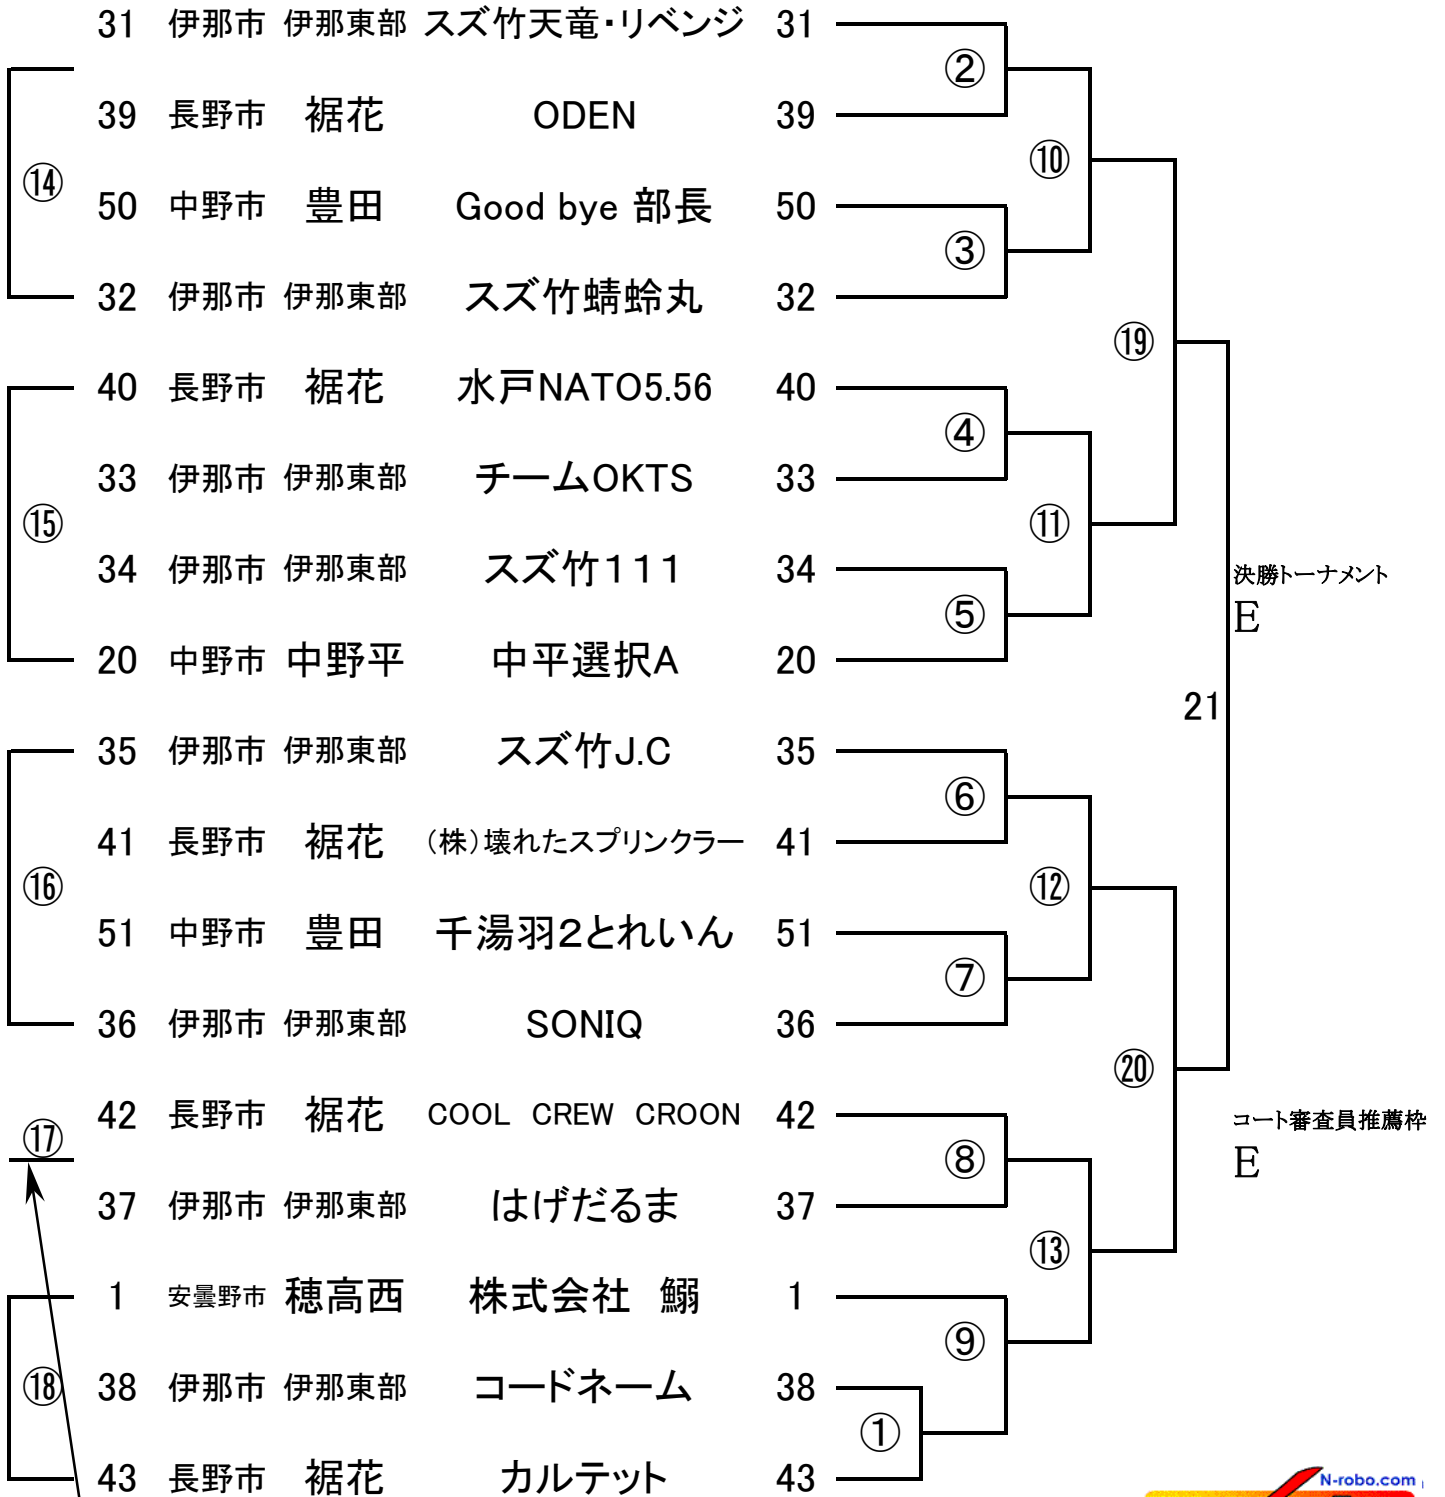 31 伊那市 伊那東部 スズ竹天竜・リベンジ 31
②
39 長野市 裾花 ODEN 39
⑭ ⑩
50 中野市 豊田 Good bye 部長 50
③
32 伊那市 伊那東部 スズ竹蜻蛉丸 32
⑲
40 長野市 裾花 水戸NATO5.56 40
④
33 伊那市 伊那東部 チームOKTS 33
⑮ ⑪
34 伊那市 伊那東部 スズ竹111 34
決勝トーナメント
⑤ E
20 中野市 中野平 中平選択A 20
21
35 伊那市 伊那東部 スズ竹J.C 35
⑥
41 長野市 裾花 (株)壊れたスプリンクラー 41
⑯ ⑫
51 中野市 豊田 千湯羽2とれいん 51
⑦
36 伊那市 伊那東部 SONIQ 36
⑳
42 長野市 裾花 COOL CREW CROON 42
コート審査員推薦枠
⑰ ⑧ E
37 伊那市 伊那東部 はげだるま 37
⑬
1 安曇野市 穂高西 株式会社 鰯 1
⑨
⑱ 38 伊那市 伊那東部 コードネーム 38
①
43 長野市 裾花 カルテット 43
N-robo.com